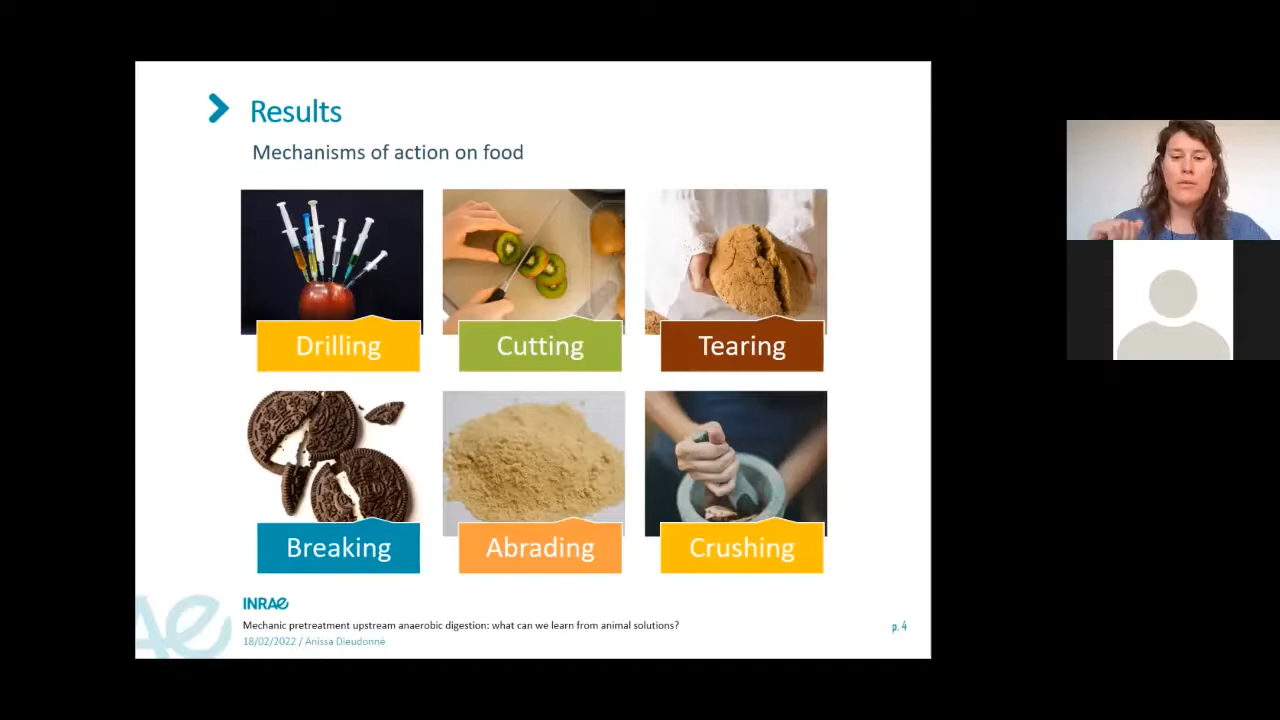 Results
Mechanisms of action on food
Drilling
Cutting
Tearing
Breaking
Abrading
Crushing
INRAE
Mechanic pretreatment upstream anaerobic digestion: what can we learn from animal solutions?
18/02/2022 / Anissa Dieudonné
p. 4